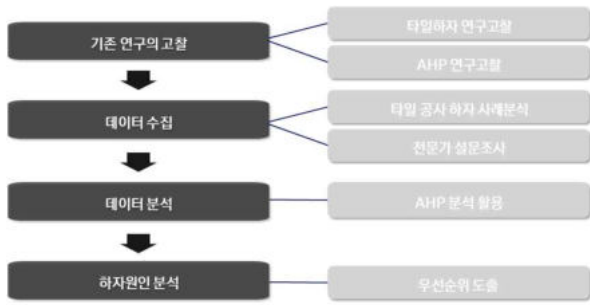 기존 연구의 고찰
타일하자 연구고찰
AHP 연구고찰
데이터 수집
타일 공사 하자 사례분석
전문가 설문조사
데이터 분석
AHP 분석 활용
하자원인 분석
우선순위 도출